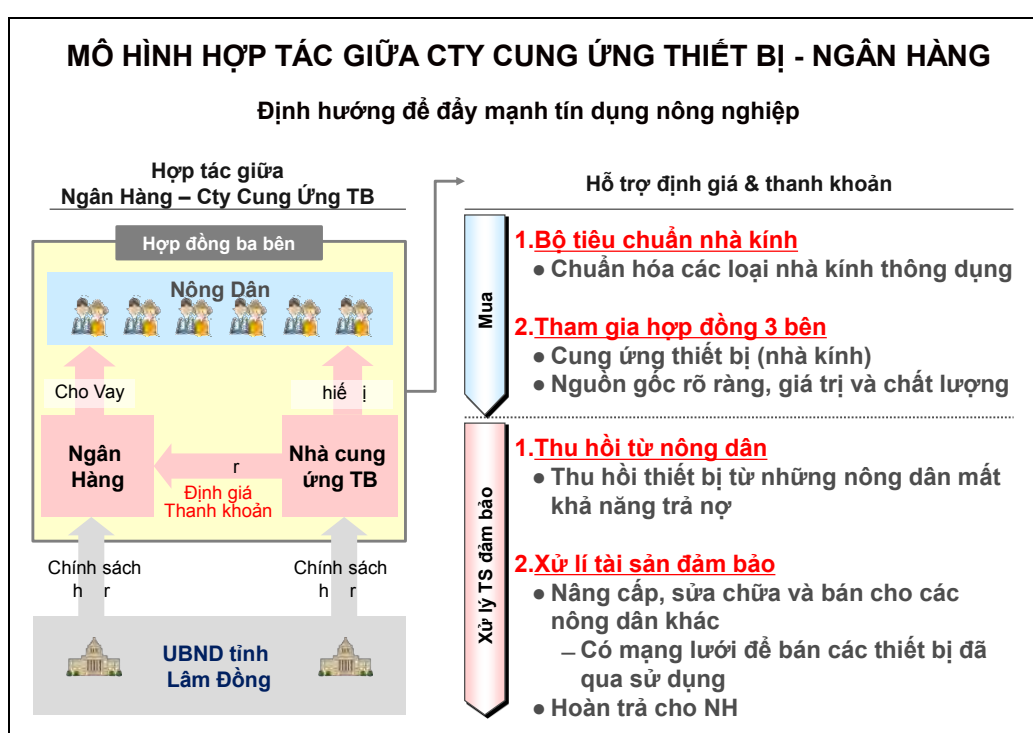 MÔ HÌNH HỢP TÁC GIỮA CTY CUNG ỨNG THIẾT BỊ - NGÂN HÀNG
Định hướng để đẩy mạnh tín dụng nông nghiệp
Hợp tác giữa
Ngân Hàng – Cty Cung Ứng TB
Hợp đồng ba bên
Nông Dân
Cho Vay
hiế ị
Ngân
Hàng
r
Nhà cung
ứng TB
Định giá
Thanh khoản
Chính sách
h r
Chính sách
h r
UBND tỉnh
Lâm Đồng
Hỗ trợ định giá & thanh khoản
Mua
1.Bộ tiêu chuẩn nhà kính
● Chuẩn hóa các loại nhà kính thông dụng
2.Tham gia hợp đồng 3 bên
● Cung ứng thiết bị (nhà kính)
● Nguồn gốc rõ ràng, giá trị và chất lượng
Xử lý TS đảm bảo
1.Thu hồi từ nông dân
● Thu hồi thiết bị từ những nông dân mất
khả năng trả nợ
2.Xử lí tài sản đảm bảo
● Nâng cấp, sửa chữa và bán cho các
nông dân khác
– Có mạng lưới để bán các thiết bị đã
qua sử dụng
● Hoàn trả cho NH